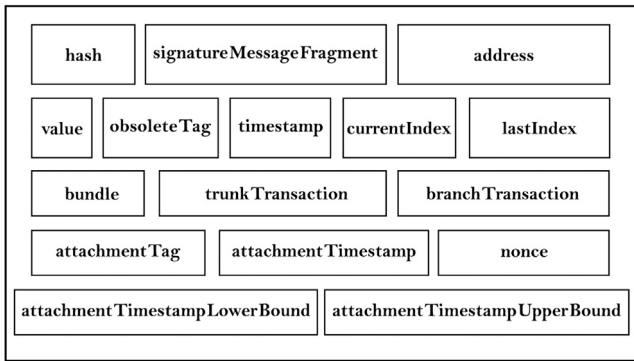 hash signatureMessageFragment address
value obsoleteTag timestamp currentIndex lastIndex
bundle trunkTransaction branchTransaction
attachmentTag attachmentTimestamp nonce
attachmentTimestampLowerBound attachmentTimestampUpperBound